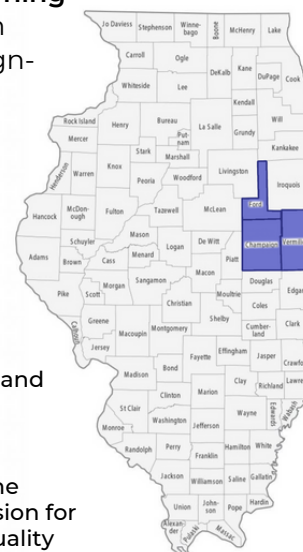 ning
n
gn-
and
ne
sion for
uality
Jo Daviess
Stephenson
Winne-
bago
Boone
McHenry
Lake
Carroll
Ogle
DeKalb
Kane
DuPage
Cook
Whiteside
Lee
Kendall
Will
Rock Island
Henry
Bureau
La Salle
Grundy
Mercer
Put-
nam
Kankakee
Stark
Marshall
Henderson
Warren
Knox
Peoria
Woodford
Livingston
Iroquois
Ford
Hancock
McDon-
ough
Fulton
Tazewell
McLean
Mason
Champaign
Vermilio
Schuyler
Logan
De Witt
Piatt
Adams
Brown
Cass
Menard
Macon
Morgan
Sangamon
Douglas
Edgar
Pike
Scott
Moultrie
Christian
Coles
Shelby
Greene
Calhoun
Macoupin
Montgomery
Cumber-
land
Clark
Jersey
Fayette
Effingham
Jasper
Crawfo
Madison
Bond
Clay
Richland
Lawre
Clinton
Marion
St Clair
Wayne
Edwards
Wabash
Washington
Jefferson
Monroe
Randolph
Perry
Hamilton
White
Franklin
Jackson
Williamson
Saline
Gallatin
Union
John-
son
Pope
Hardin
Alexan-
der
Pulaski
Massac